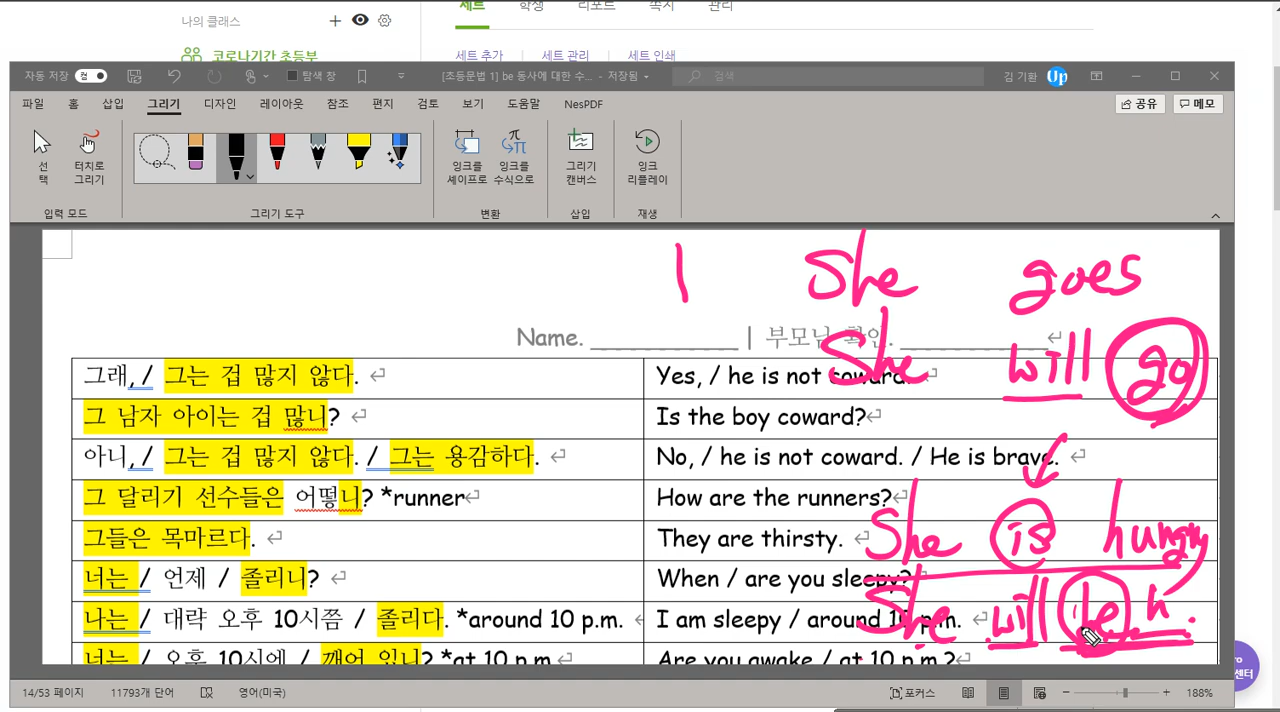 나의 클래스
세트 학생 리포트 쪽지 관리
코로나기간 초등부
세트 추가 세트 관리 세트 인쇄
자동 저장 켬 탐색 창 [초등문법 1] be 동사에 대한 수... - 저장됨 검색 김 기환 Up
파일 홈 삽입 그리기 디자인 레이아웃 참조 편지 검토 보기 도움말 NesPDF 공유 메모
선택 터치로 그리기 잉크를 셰이프로 잉크를 수식으로 그리기 캔버스 잉크 리플레이
입력 모드 그리기 도구 변환 삽입 재생
I She goes
Name. ____________ | 부모님 확인. ____________
She will go
그래, / 그는 겁 많지 않다. Yes, / he is not coward.
그 남자 아이는 겁 많니? Is the boy coward?
아니, / 그는 겁 많지 않다. / 그는 용감하다. No, / he is not coward. / He is brave.
그 달리기 선수들은 어떻니? *runner How are the runners?
She is hungry
그들은 목마르다. They are thirsty.
너는 / 언제 / 졸리니? When / are you sleepy?
She will be h
나는 / 대략 오후 10시쯤 / 졸리다. *around 10 p.m. I am sleepy / around 10 p.m.
너는 / 오후 10시에 / 깨어 있니? *at 10 p.m Are you awake / at 10 p.m.?
센터
14/53 페이지 11793개 단어 영어(미국) 포커스 188%